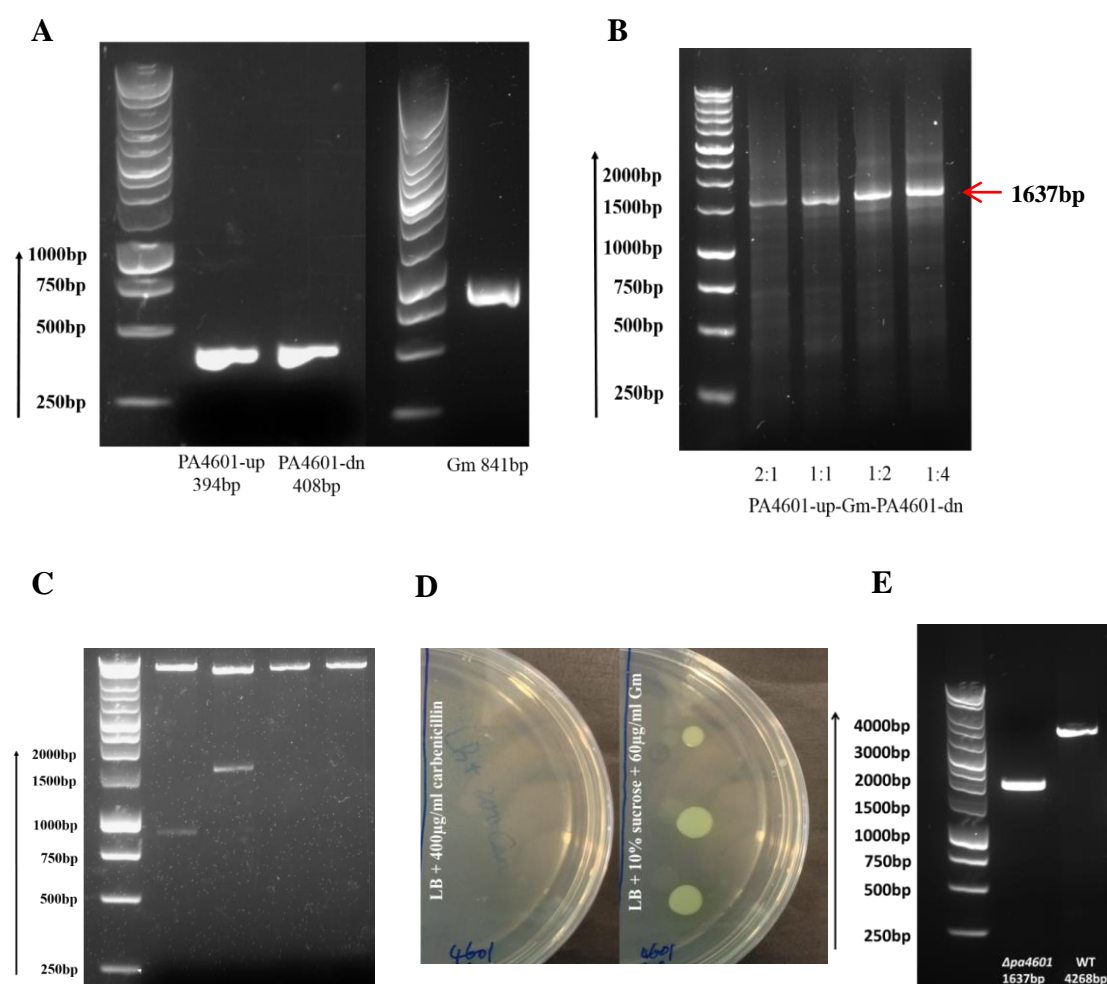 A
1000bp
750bp
500bp
250bp
PA4601-up
394bp
PA4601-dn
408bp
Gm 841bp
B
2000bp
1500bp
1000bp
750bp
500bp
250bp
1637bp
2:1 1:1 1:2 1:4
PA4601-up-Gm-PA4601-dn
C
2000bp
1500bp
1000bp
750bp
500bp
250bp
D
LB + 400µg/ml carbenicillin
4601
LB + 10% sucrose + 60µg/ml Gm
4601
E
4000bp
3000bp
2000bp
1500bp
1000bp
750bp
500bp
250bp
Δpa4601
1637bp
WT
4268bp